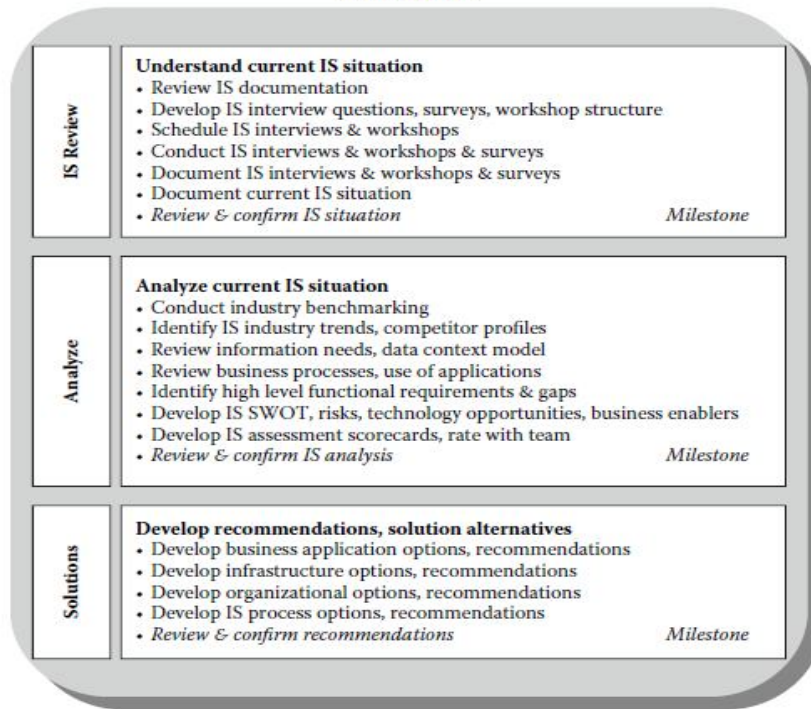 IS Review
Understand current IS situation
• Review IS documentation
• Develop IS interview questions, surveys, workshop structure
• Schedule IS interviews & workshops
• Conduct IS interviews & workshops & surveys
• Document IS interviews & workshops & surveys
• Document current IS situation
• Review & confirm IS situation Milestone
Analyze
Analyze current IS situation
• Conduct industry benchmarking
• Identify IS industry trends, competitor profiles
• Review information needs, data context model
• Review business processes, use of applications
• Identify high level functional requirements & gaps
• Develop IS SWOT, risks, technology opportunities, business enablers
• Develop IS assessment scorecards, rate with team
• Review & confirm IS analysis Milestone
Solutions
Develop recommendations, solution alternatives
• Develop business application options, recommendations
• Develop infrastructure options, recommendations
• Develop organizational options, recommendations
• Develop IS process options, recommendations
• Review & confirm recommendations Milestone